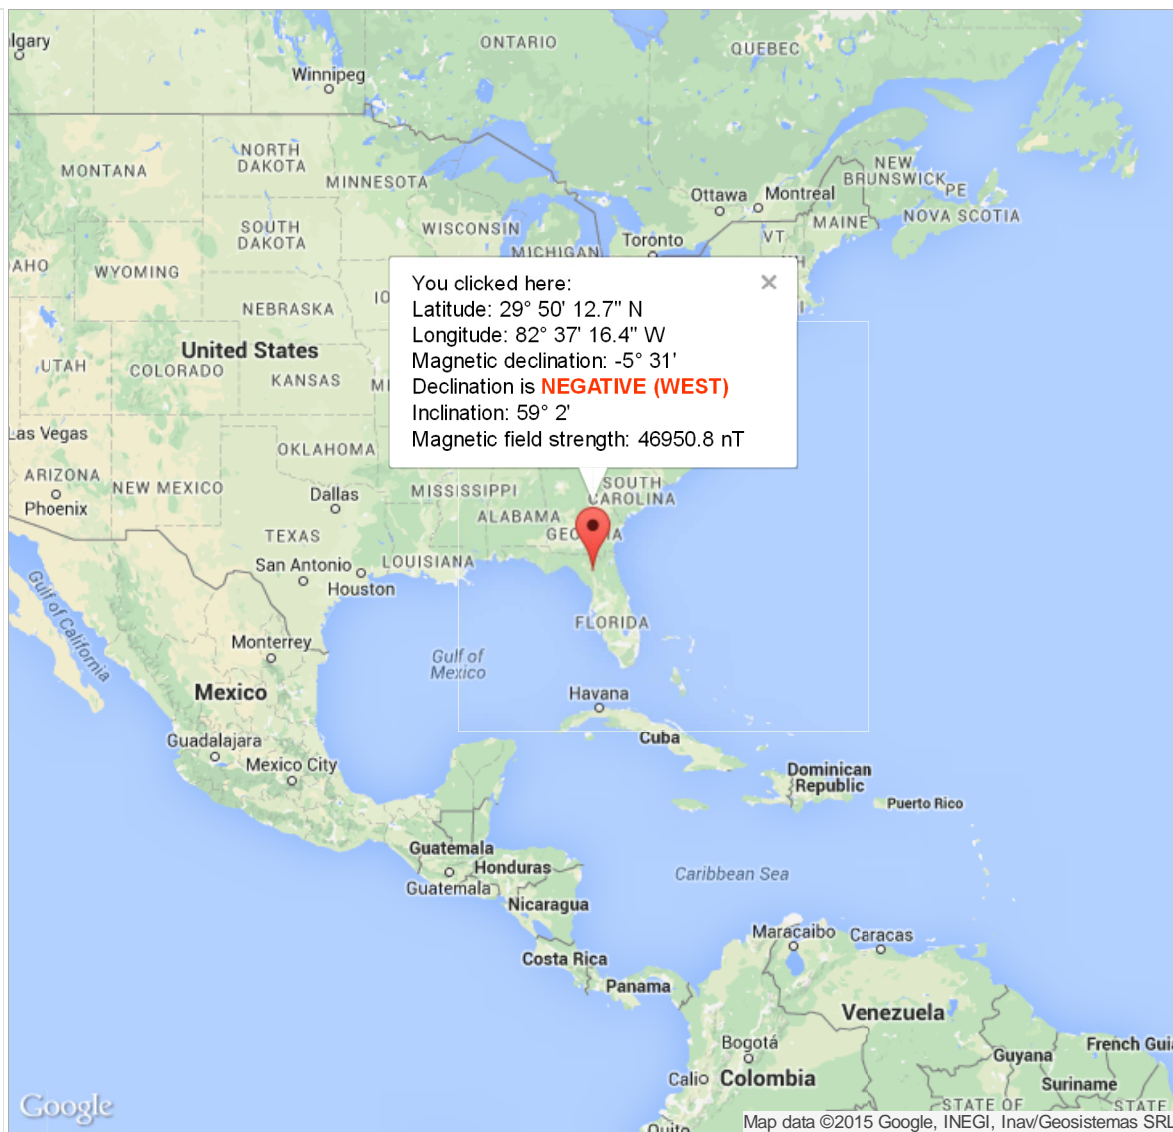 lgary
ONTARIO
QUEBEC
Winnipeg
NORTH
DAKOTA
MONTANA
MINNESOTA
NEW
BRUNSWICK
PE
Ottawa
Montreal
MAINE
NOVA SCOTIA
SOUTH
DAKOTA
WISCONSIN
VT
Toronto
MICHIGAN
AHO
WYOMING
You clicked here:
Latitude: 29° 50' 12.7" N
Longitude: 82° 37' 16.4" W
Magnetic declination: -5° 31'
Declination is NEGATIVE (WEST)
Inclination: 59° 2'
Magnetic field strength: 46950.8 nT
NEBRASKA
IO
United States
UTAH
COLORADO
KANSAS
Las Vegas
OKLAHOMA
ARIZONA
NEW MEXICO
Phoenix
Dallas
MISSISSIPPI
SOUTH
CAROLINA
ALABAMA
TEXAS
San Antonio
LOUISIANA
Houston
Gulf of California
FLORIDA
Monterrey
Gulf of
Mexico
Mexico
Havana
Cuba
Guadalajara
Mexico City
Dominican
Republic
Puerto Rico
Guatemala
Honduras
Guatemala
Caribbean Sea
Nicaragua
Maracaibo
Caracas
Costa Rica
Panama
Venezuela
Bogotá
Guyana
French Gui
Cali
Colombia
Suriname
STATE OF
STATE
Quito
Google
Map data ©2015 Google, INEGI, Inav/Geosistemas SRL